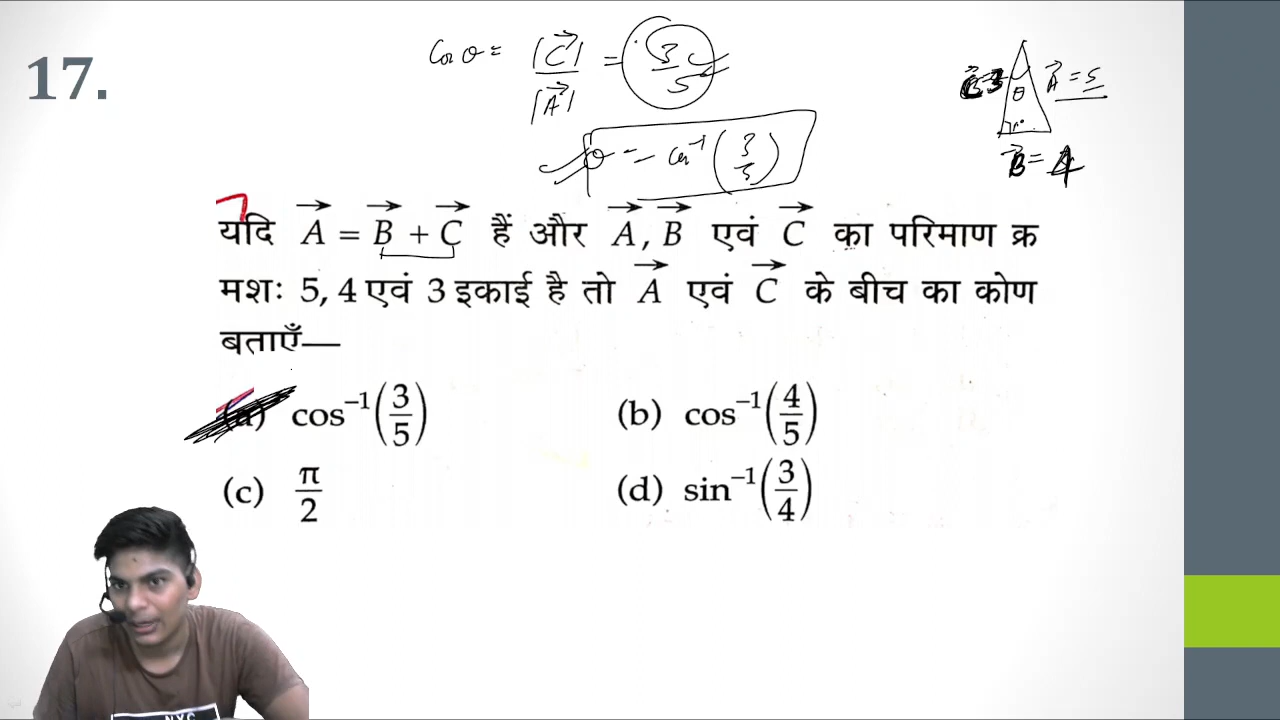 17.
Cos θ = |C⃗| / |A⃗| = 3/5
θ = cos⁻¹(3/5)
A⃗ = 5
θ
B⃗ = 4
यदि A⃗ = B⃗ + C⃗ हैं और A⃗, B⃗ एवं C⃗ का परिमाण क्र
मशः 5, 4 एवं 3 इकाई है तो A⃗ एवं C⃗ के बीच का कोण
बताएँ—
(a) cos⁻¹(3/5) (b) cos⁻¹(4/5)
(c) π/2 (d) sin⁻¹(3/4)
NYC